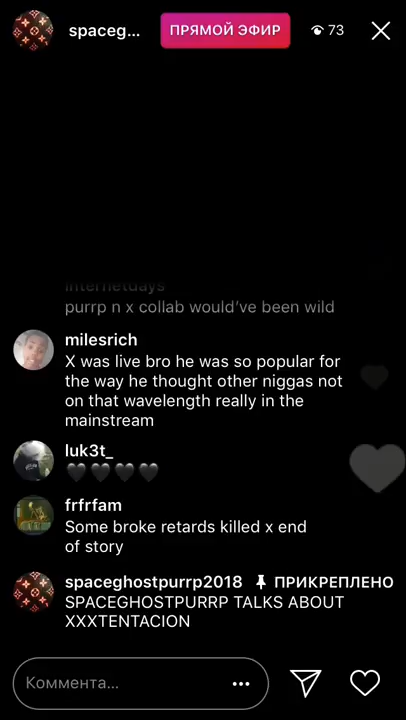 spaceg... ПРЯМОЙ ЭФИР 73
internetdays
purrp n x collab would’ve been wild
milesrich
X was live bro he was so popular for
the way he thought other niggas not
on that wavelength really in the
mainstream
luk3t_
🖤🖤🖤🖤
frfrfam
Some broke retards killed x end
of story
spaceghostpurrp2018 ПРИКРЕПЛЕНО
SPACEGHOSTPURRP TALKS ABOUT
XXXTENTACION
Коммента...